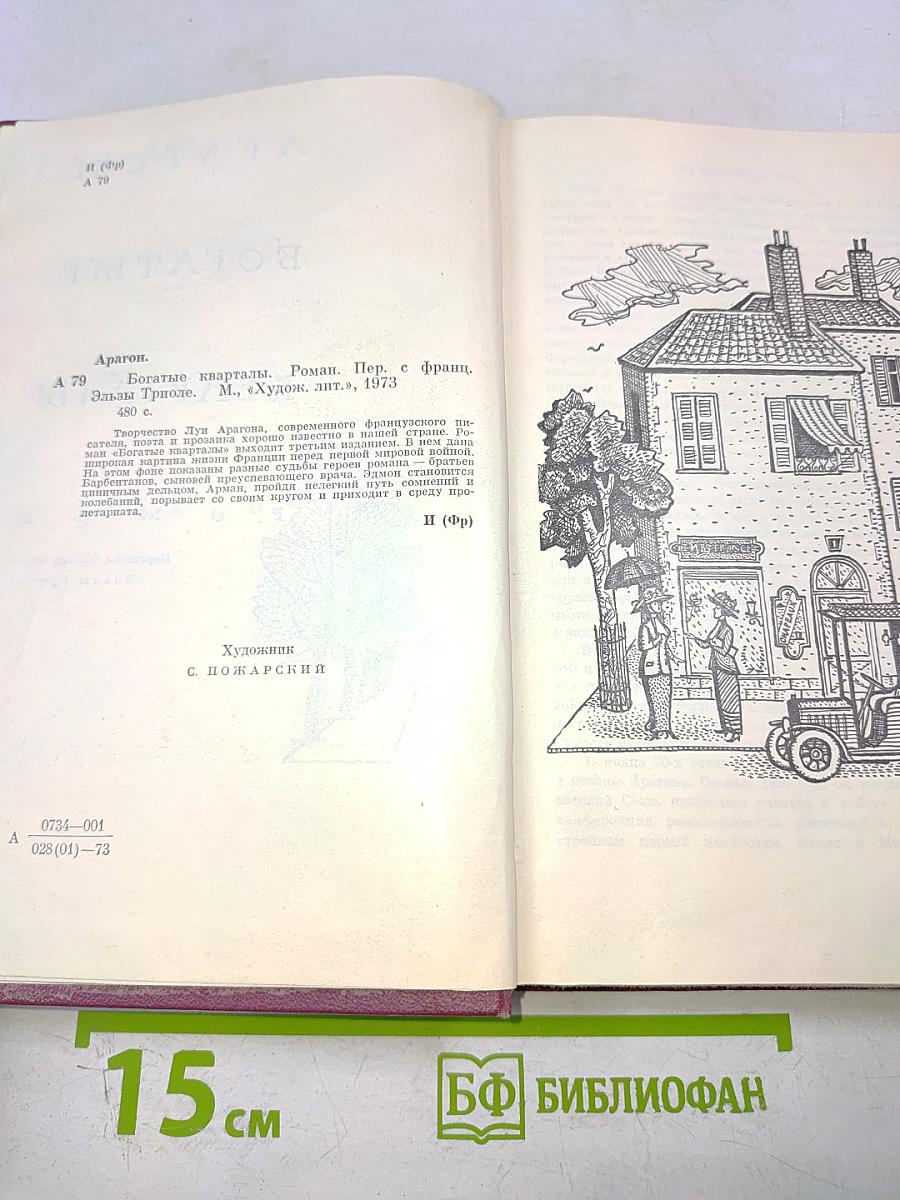 И (Фр)
А 79
Арагон.
А 79 Богатые кварталы. Роман. Пер. с франц.
Эльзы Триоле. М., «Худож. лит.», 1973
480 с.
Творчество Луи Арагона, современного французского пи-
сателя, поэта и прозаика хорошо известно в нашей стране. Ро-
ман «Богатые кварталы» выходит третьим изданием. В нем дана
широкая картина жизни Франции перед первой мировой войной.
На этом фоне показаны разные судьбы героев романа — братьев
Барбентанов, сыновей преуспевающего врача. Эдмон становится
циничным дельцом, Арман, пройдя нелегкий путь сомнений и
колебаний, порывает со своим кругом и приходит в среду про-
летариата.
И (Фр)
Художник
С. ПОЖАРСКИЙ
А 0734—001
028(01)—73
15 см
БФ БИБЛИОФАН